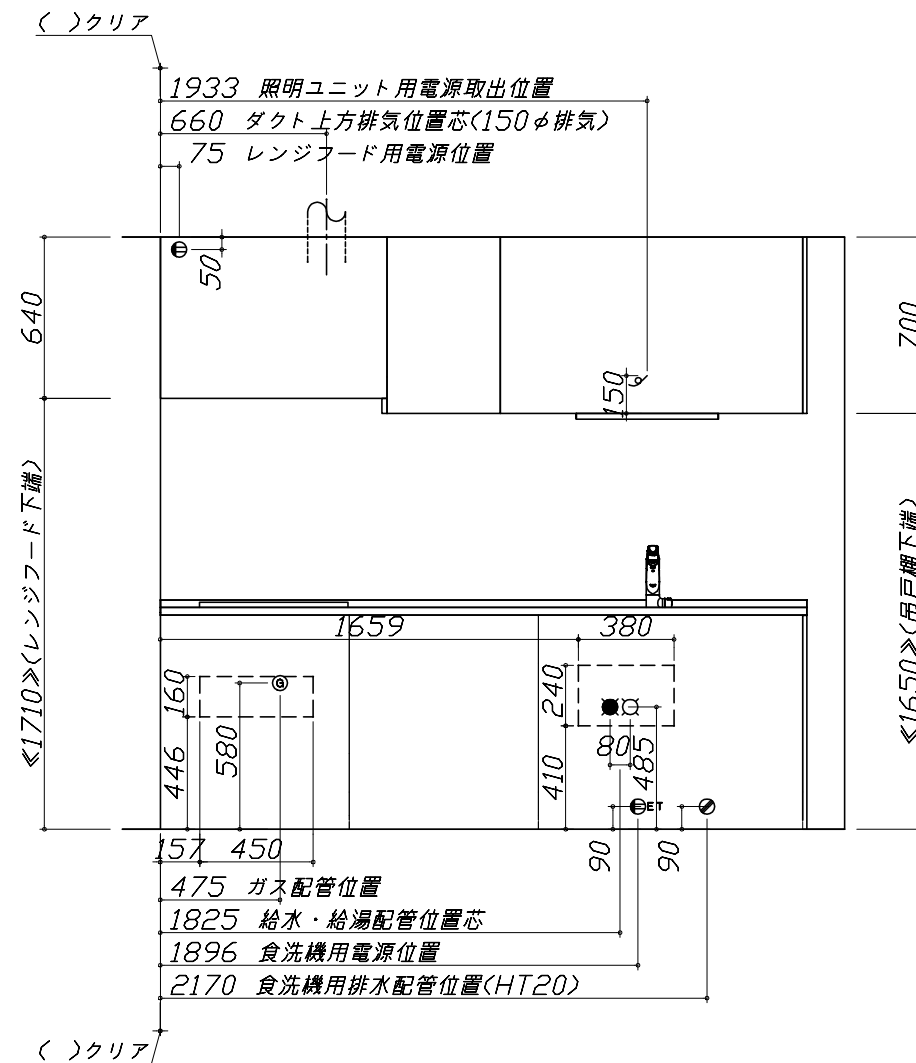 ( )クリア
1933 照明ユニット用電源取出位置
660 ダクト上方排気位置芯(150φ排気)
75 レンジフード用電源位置
50
640
700
150
≪1710≫(レンジフード下端)
≪1650≫(吊戸棚下端)
1659
380
160
446
580
G
240
410
80
485
ET
90
90
157
450
475 ガス配管位置
1825 給水・給湯配管位置芯
1896 食洗機用電源位置
2170 食洗機用排水配管位置(HT20)
( )クリア